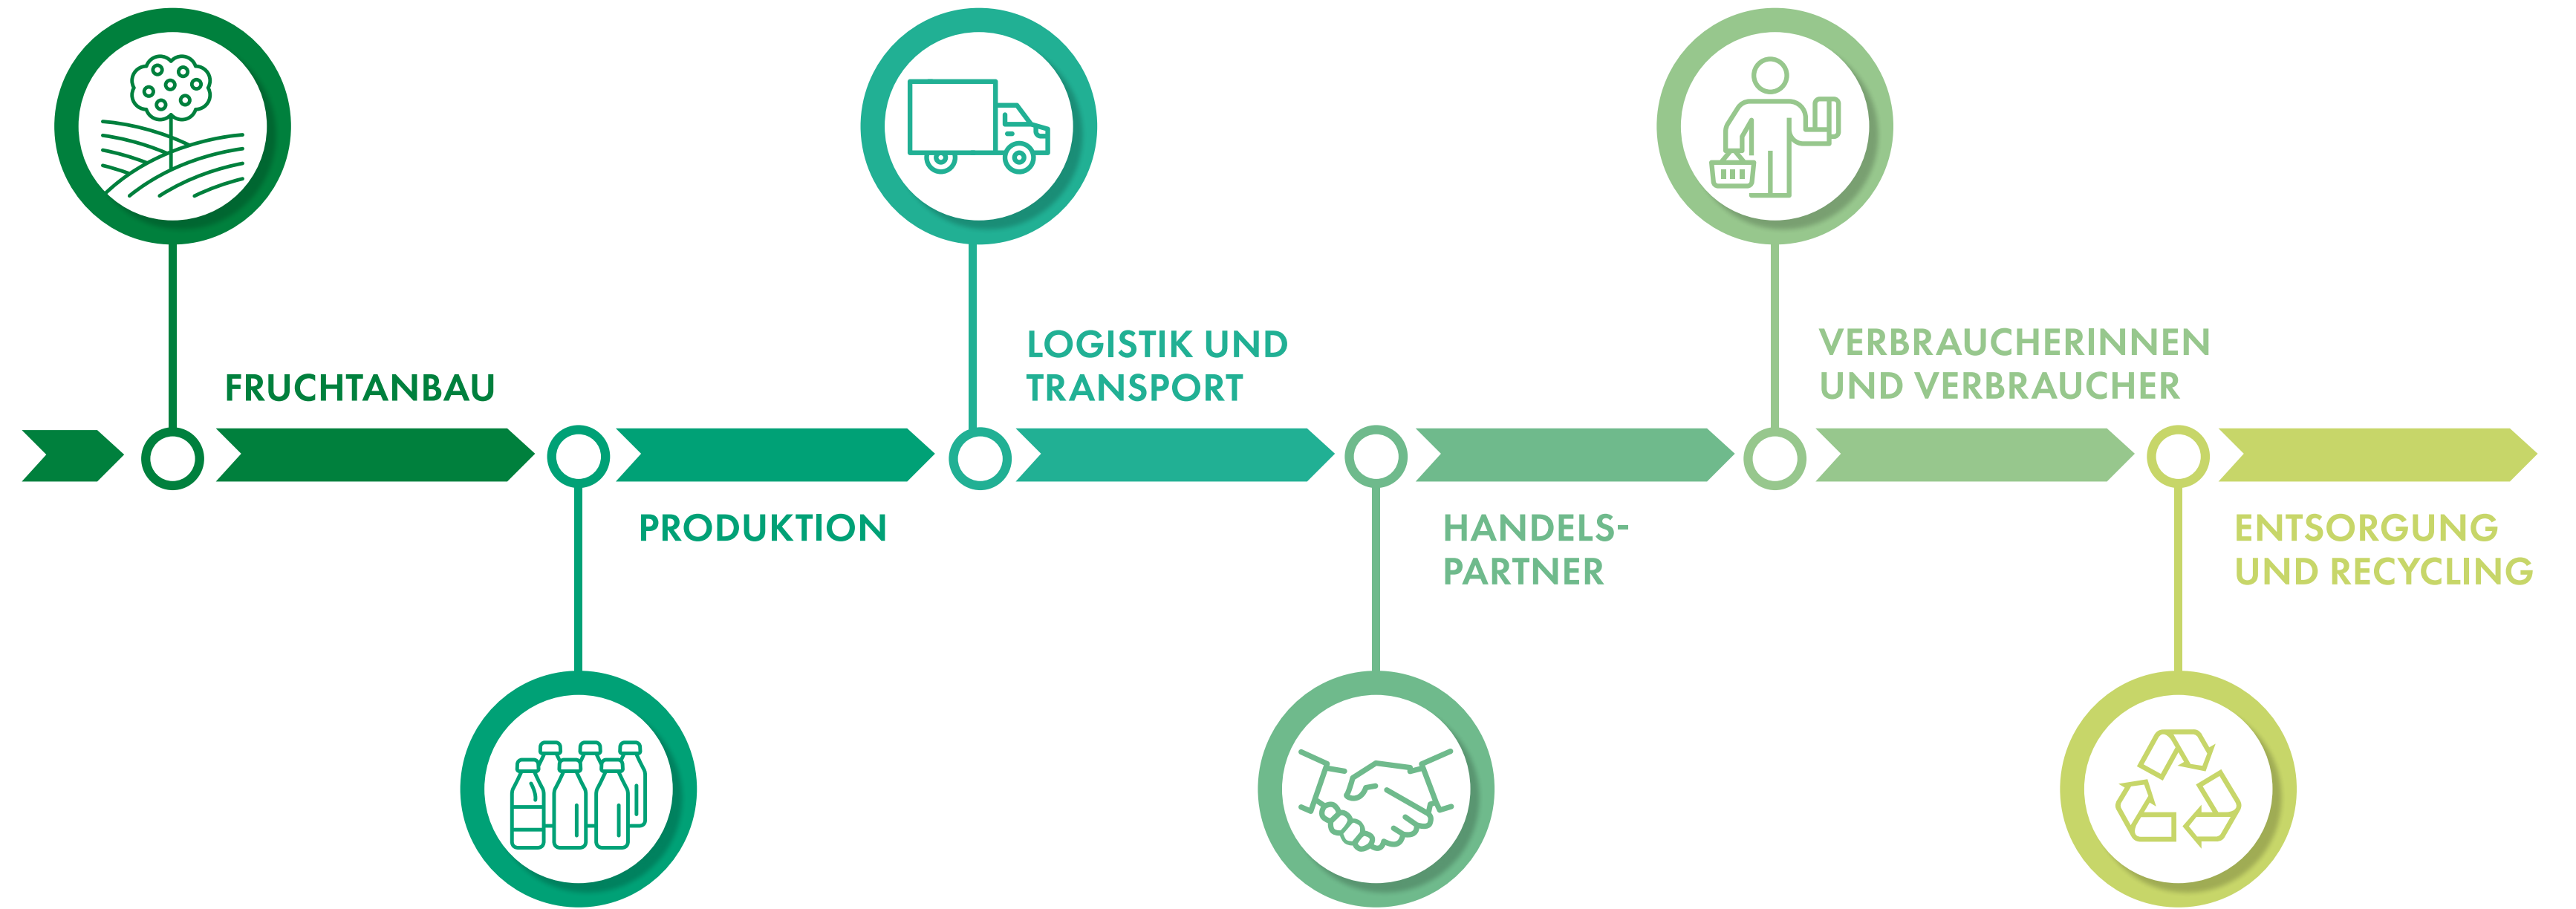 FRUCHTANBAU
PRODUKTION
LOGISTIK UND
TRANSPORT
HANDELS-
PARTNER
VERBRAUCHERINNEN
UND VERBRAUCHER
ENTSORGUNG
UND RECYCLING